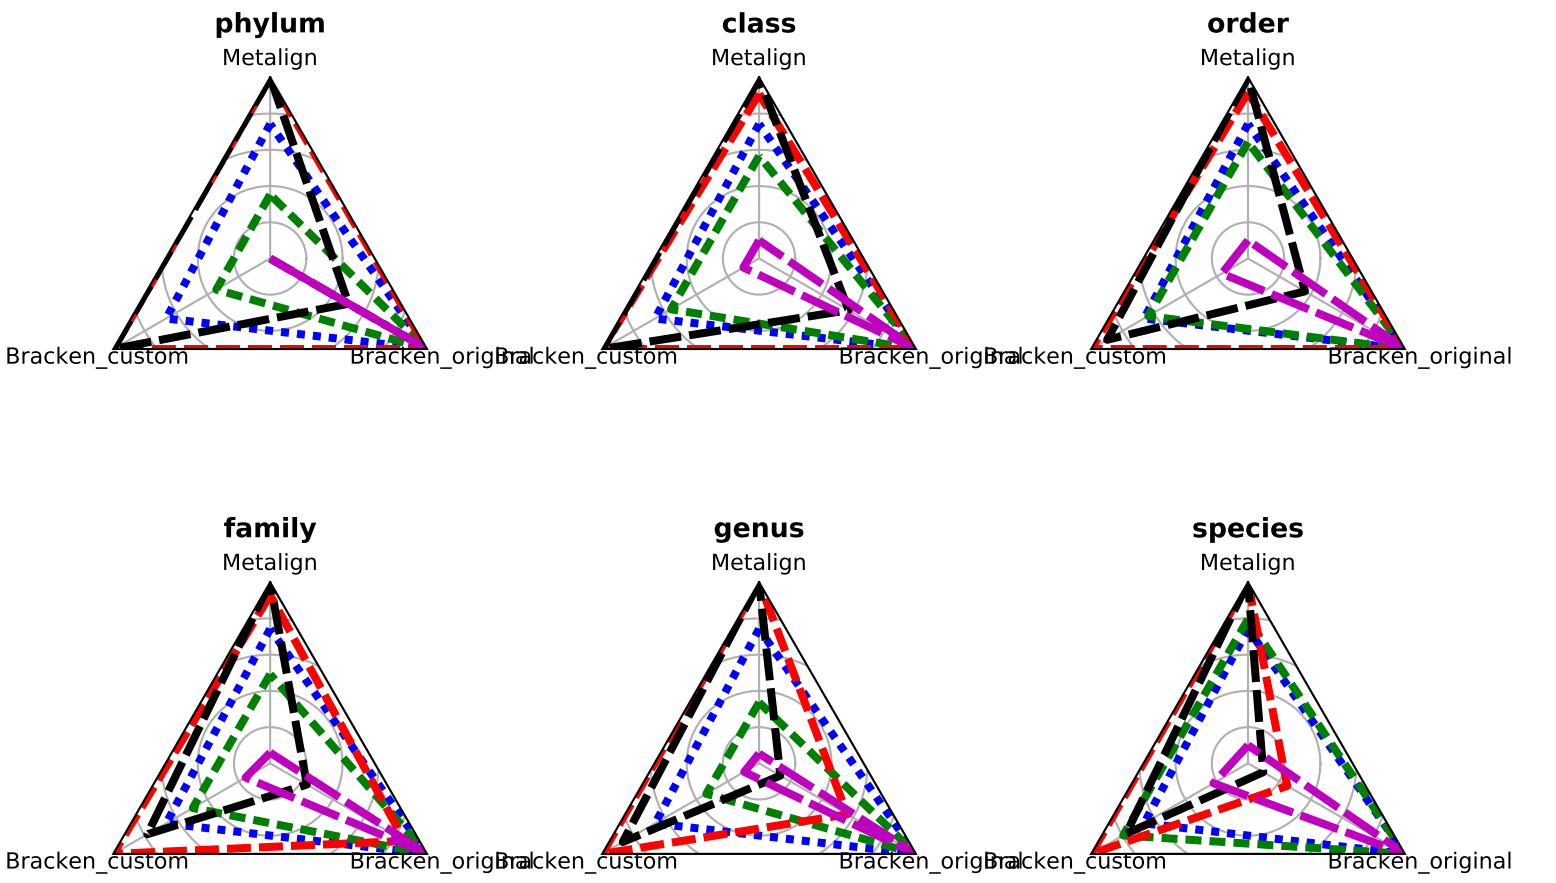 phylum
Metalign
Bracken_custom
Bracken_original
class
Metalign
Bracken_custom
Bracken_original
order
Metalign
Bracken_custom
Bracken_original
family
Metalign
Bracken_custom
Bracken_original
genus
Metalign
Bracken_custom
Bracken_original
species
Metalign
Bracken_custom
Bracken_original